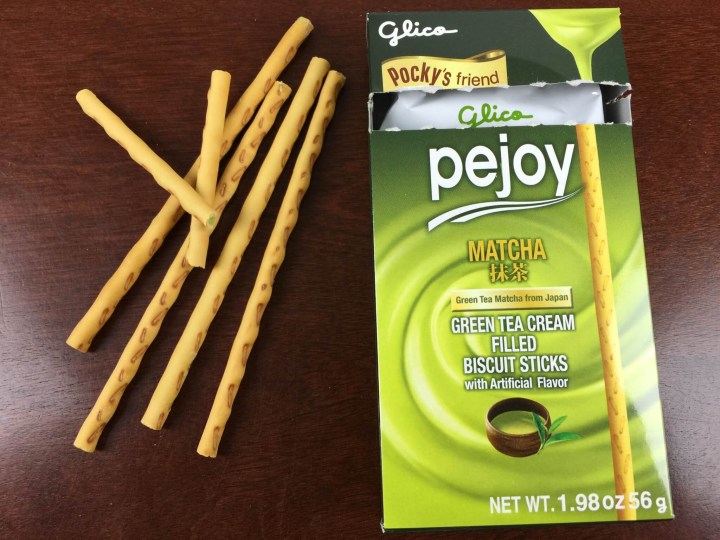 Glico
Pocky's friend
Glico
pejoy
MATCHA
抹茶
Green Tea Matcha from Japan
GREEN TEA CREAM
FILLED
BISCUIT STICKS
with Artificial Flavor
NET WT. 1.98 oz 56 g